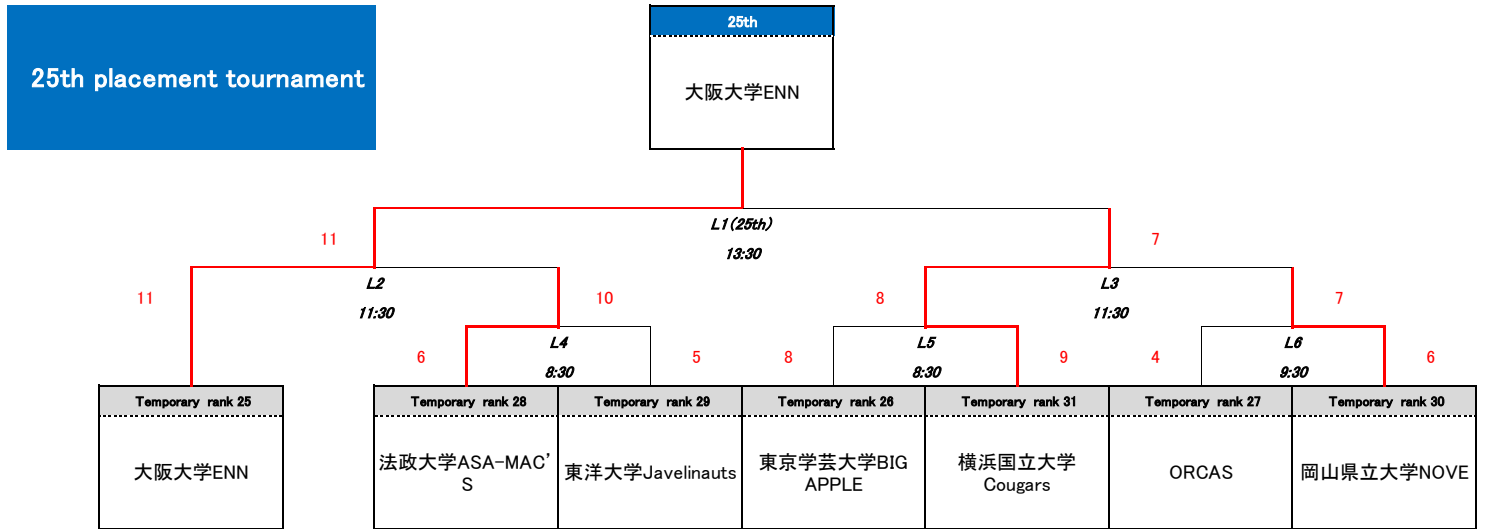 25th
25th placement tournament
大阪大学ENN
L1(25th)
11
7
13:30
L2
L3
11
10
8
7
11:30
11:30
L4
L5
L6
6
5
8
9
4
6
8:30
8:30
9:30
Temporary rank 25
Temporary rank 28
Temporary rank 29
Temporary rank 26
Temporary rank 31
Temporary rank 27
Temporary rank 30
大阪大学ENN
法政大学ASA-MAC'
S
東洋大学Javelinauts
東京学芸大学BIG
APPLE
横浜国立大学
Cougars
ORCAS
岡山県立大学NOVE